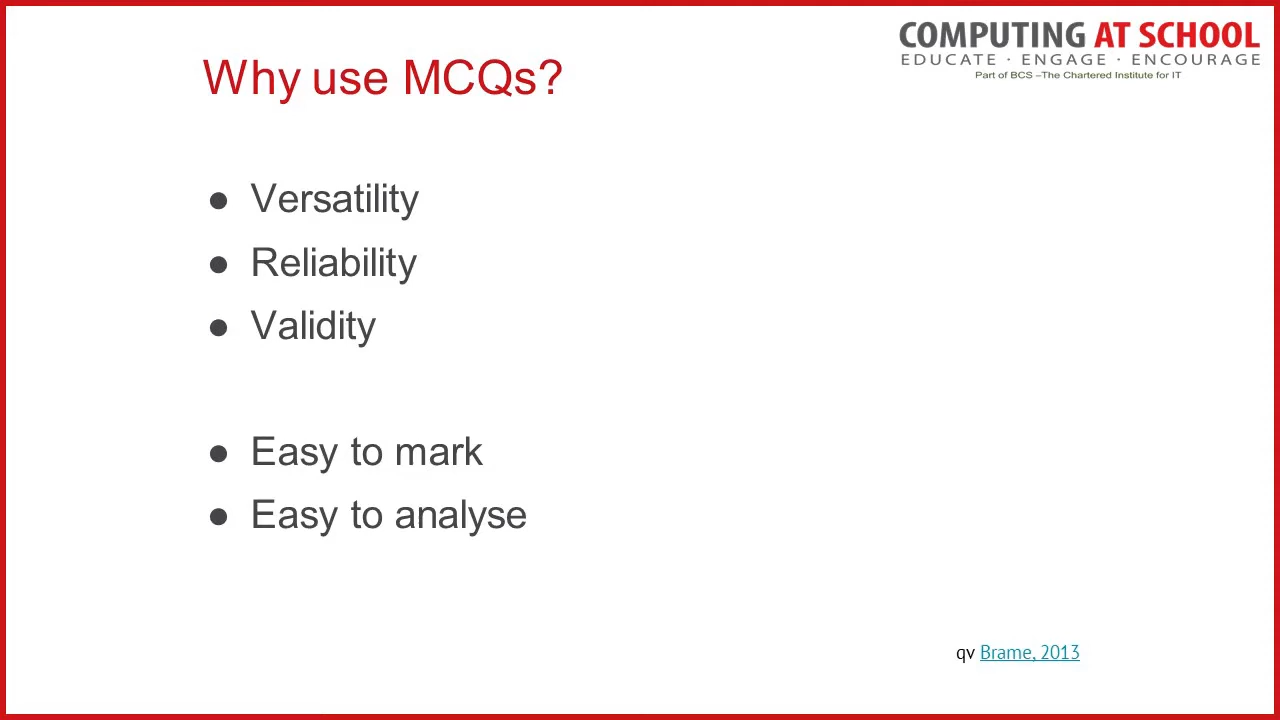 COMPUTING AT SCHOOL
EDUCATE · ENGAGE · ENCOURAGE
Part of BCS –The Chartered Institute for IT
Why use MCQs?
● Versatility
● Reliability
● Validity
● Easy to mark
● Easy to analyse
qv Brame, 2013